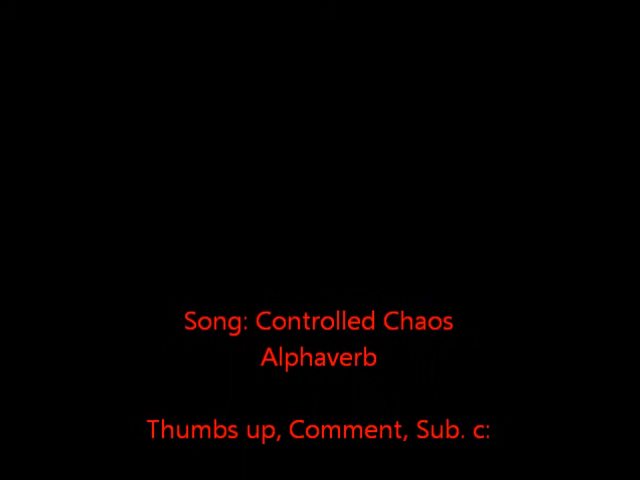 Song: Controlled Chaos
Alphaverb
Thumbs up, Comment, Sub. c: